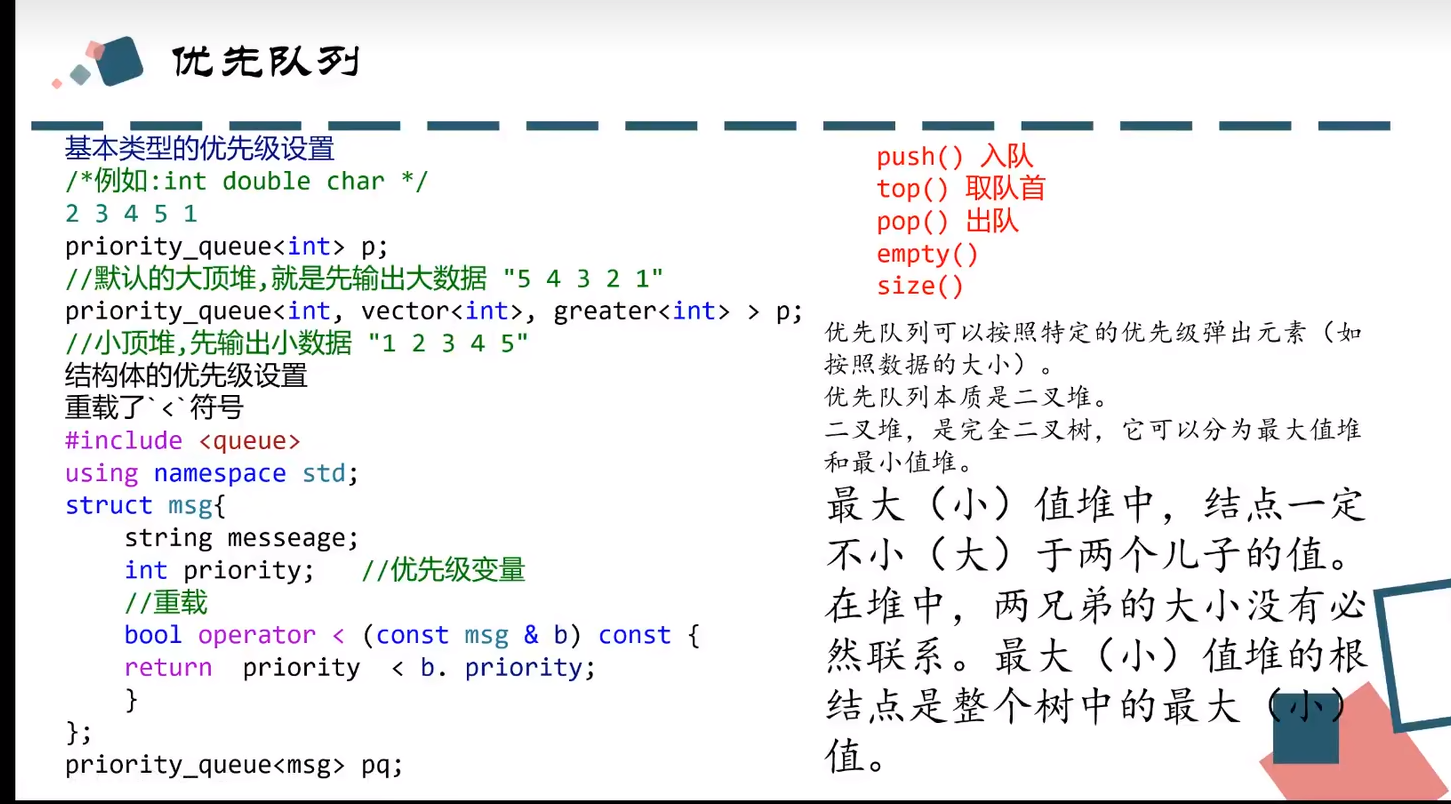 优先队列
基本类型的优先级设置
/*例如:int double char */
2 3 4 5 1
priority_queue<int> p;
//默认的大顶堆,就是先输出大数据 "5 4 3 2 1"
priority_queue<int, vector<int>, greater<int> > p;
//小顶堆,先输出小数据 "1 2 3 4 5"
结构体的优先级设置
重载了`<`符号
#include <queue>
using namespace std;
struct msg{
    string messeage;
    int priority;   //优先级变量
    //重载
    bool operator < (const msg & b) const {
    return  priority  < b. priority;
    }
};
priority_queue<msg> pq;
push() 入队
top() 取队首
pop() 出队
empty()
size()
优先队列可以按照特定的优先级弹出元素（如
按照数据的大小）。
优先队列本质是二叉堆。
二叉堆，是完全二叉树，它可以分为最大值堆
和最小值堆。
最大（小）值堆中，结点一定
不小（大）于两个儿子的值。
在堆中，两兄弟的大小没有必
然联系。最大（小）值堆的根
结点是整个树中的最大（小）
值。